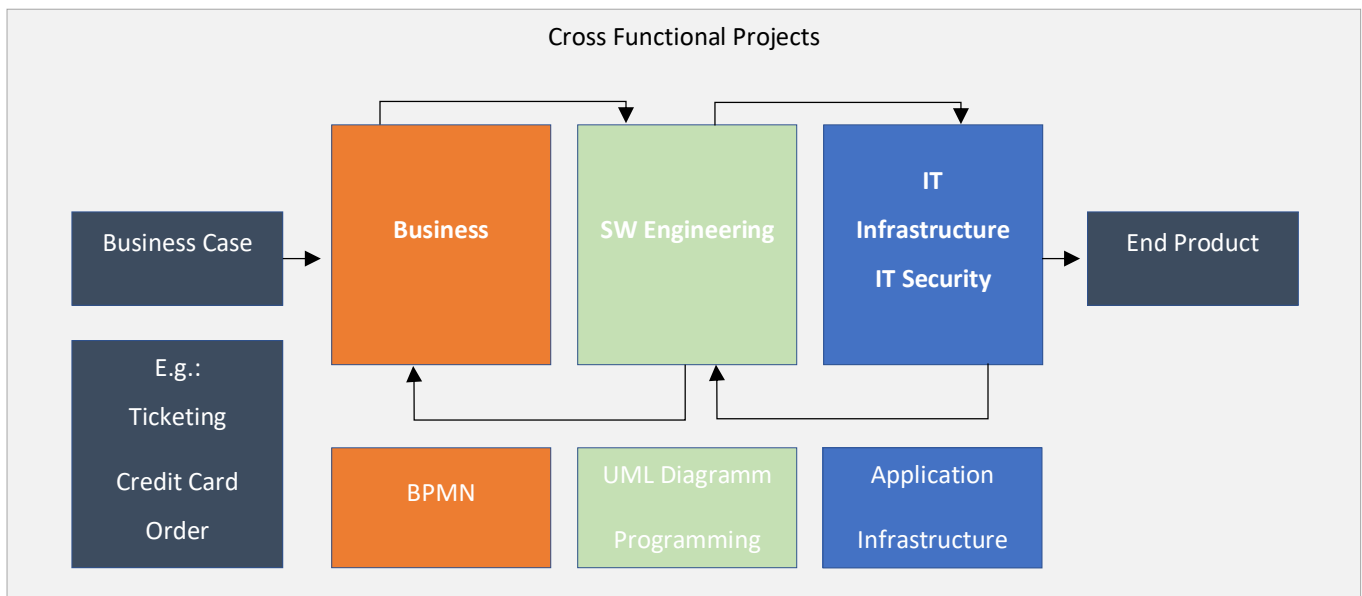 Cross Functional Projects
Business Case
Business
SW Engineering
IT
Infrastructure
IT Security
End Product
E.g.:
Ticketing
Credit Card
Order
BPMN
UML Diagramm
Programming
Application
Infrastructure